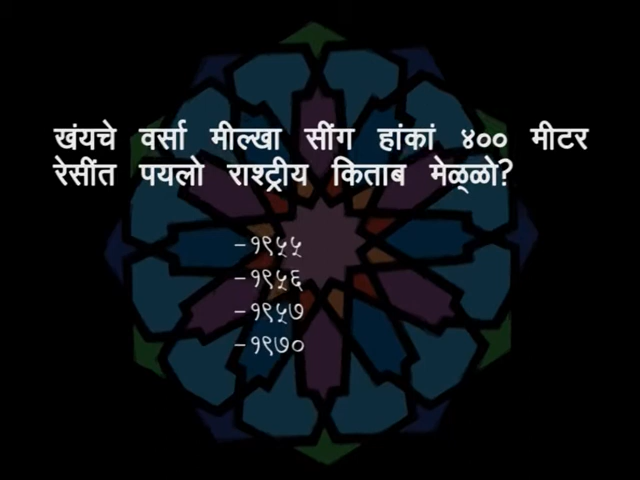 खंयचे वर्सा मील्खा सींग हांकां ४०० मीटर
रेसींत पयलो राश्ट्रीय किताब मेळ्ळो?
-१९५५
-१९५६
-१९५७
-१९७०